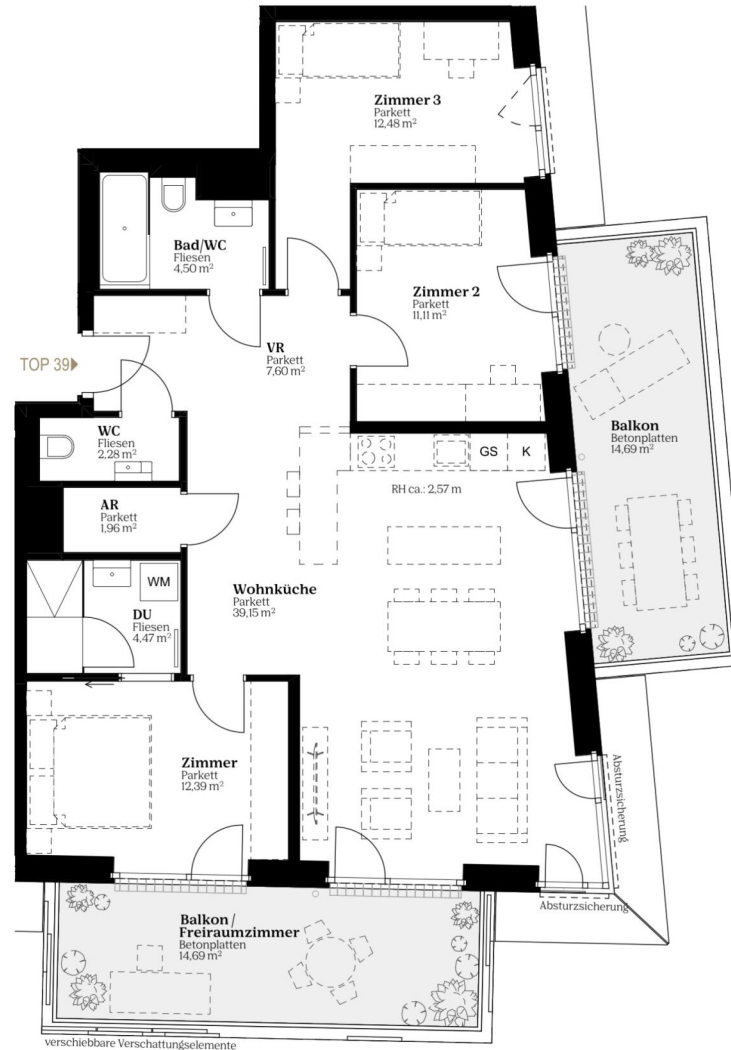 Zimmer 3
Parkett
12,48 m²
Bad/WC
Fliesen
4,50 m²
Zimmer 2
Parkett
11,11 m²
VR
Parkett
7,60 m²
TOP 39
WC
Fliesen
2,28 m²
Balkon
Betonplatten
14,69 m²
GS
K
RH ca.: 2,57 m
AR
Parkett
1,96 m²
WM
DU
Fliesen
4,47 m²
Wohnküche
Parkett
39,15 m²
Zimmer
Parkett
12,39 m²
Absturzsicherung
Absturzsicherung
Balkon /
Freiraumzimmer
Betonplatten
14,69 m²
verschiebbare Verschattungselemente